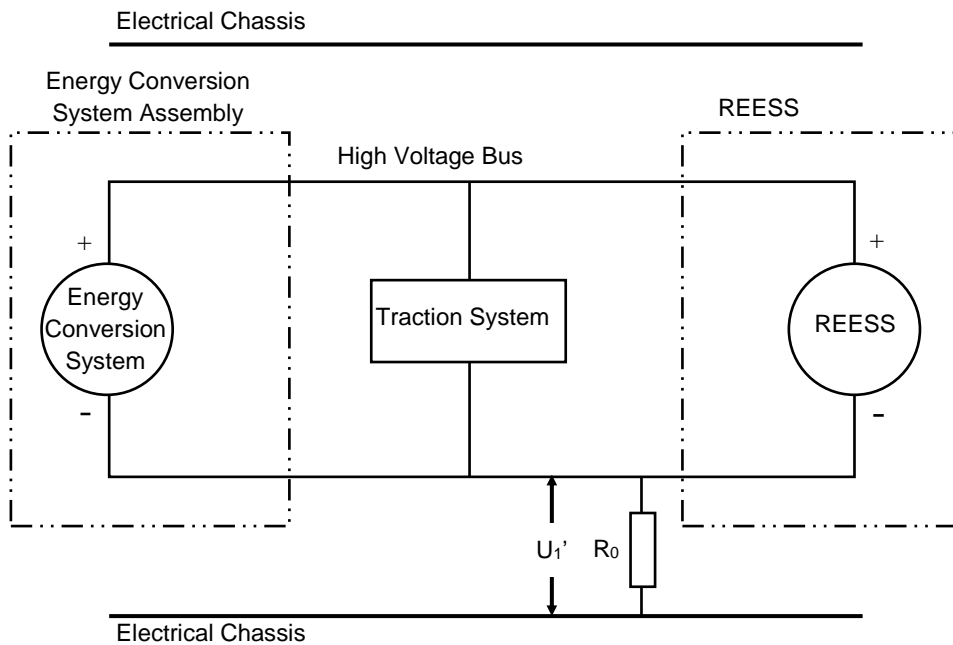 Electrical Chassis
Energy Conversion
System Assembly
REESS
High Voltage Bus
+
+
Energy
Conversion
System
Traction System
REESS
-
-
U₁’
R₀
Electrical Chassis